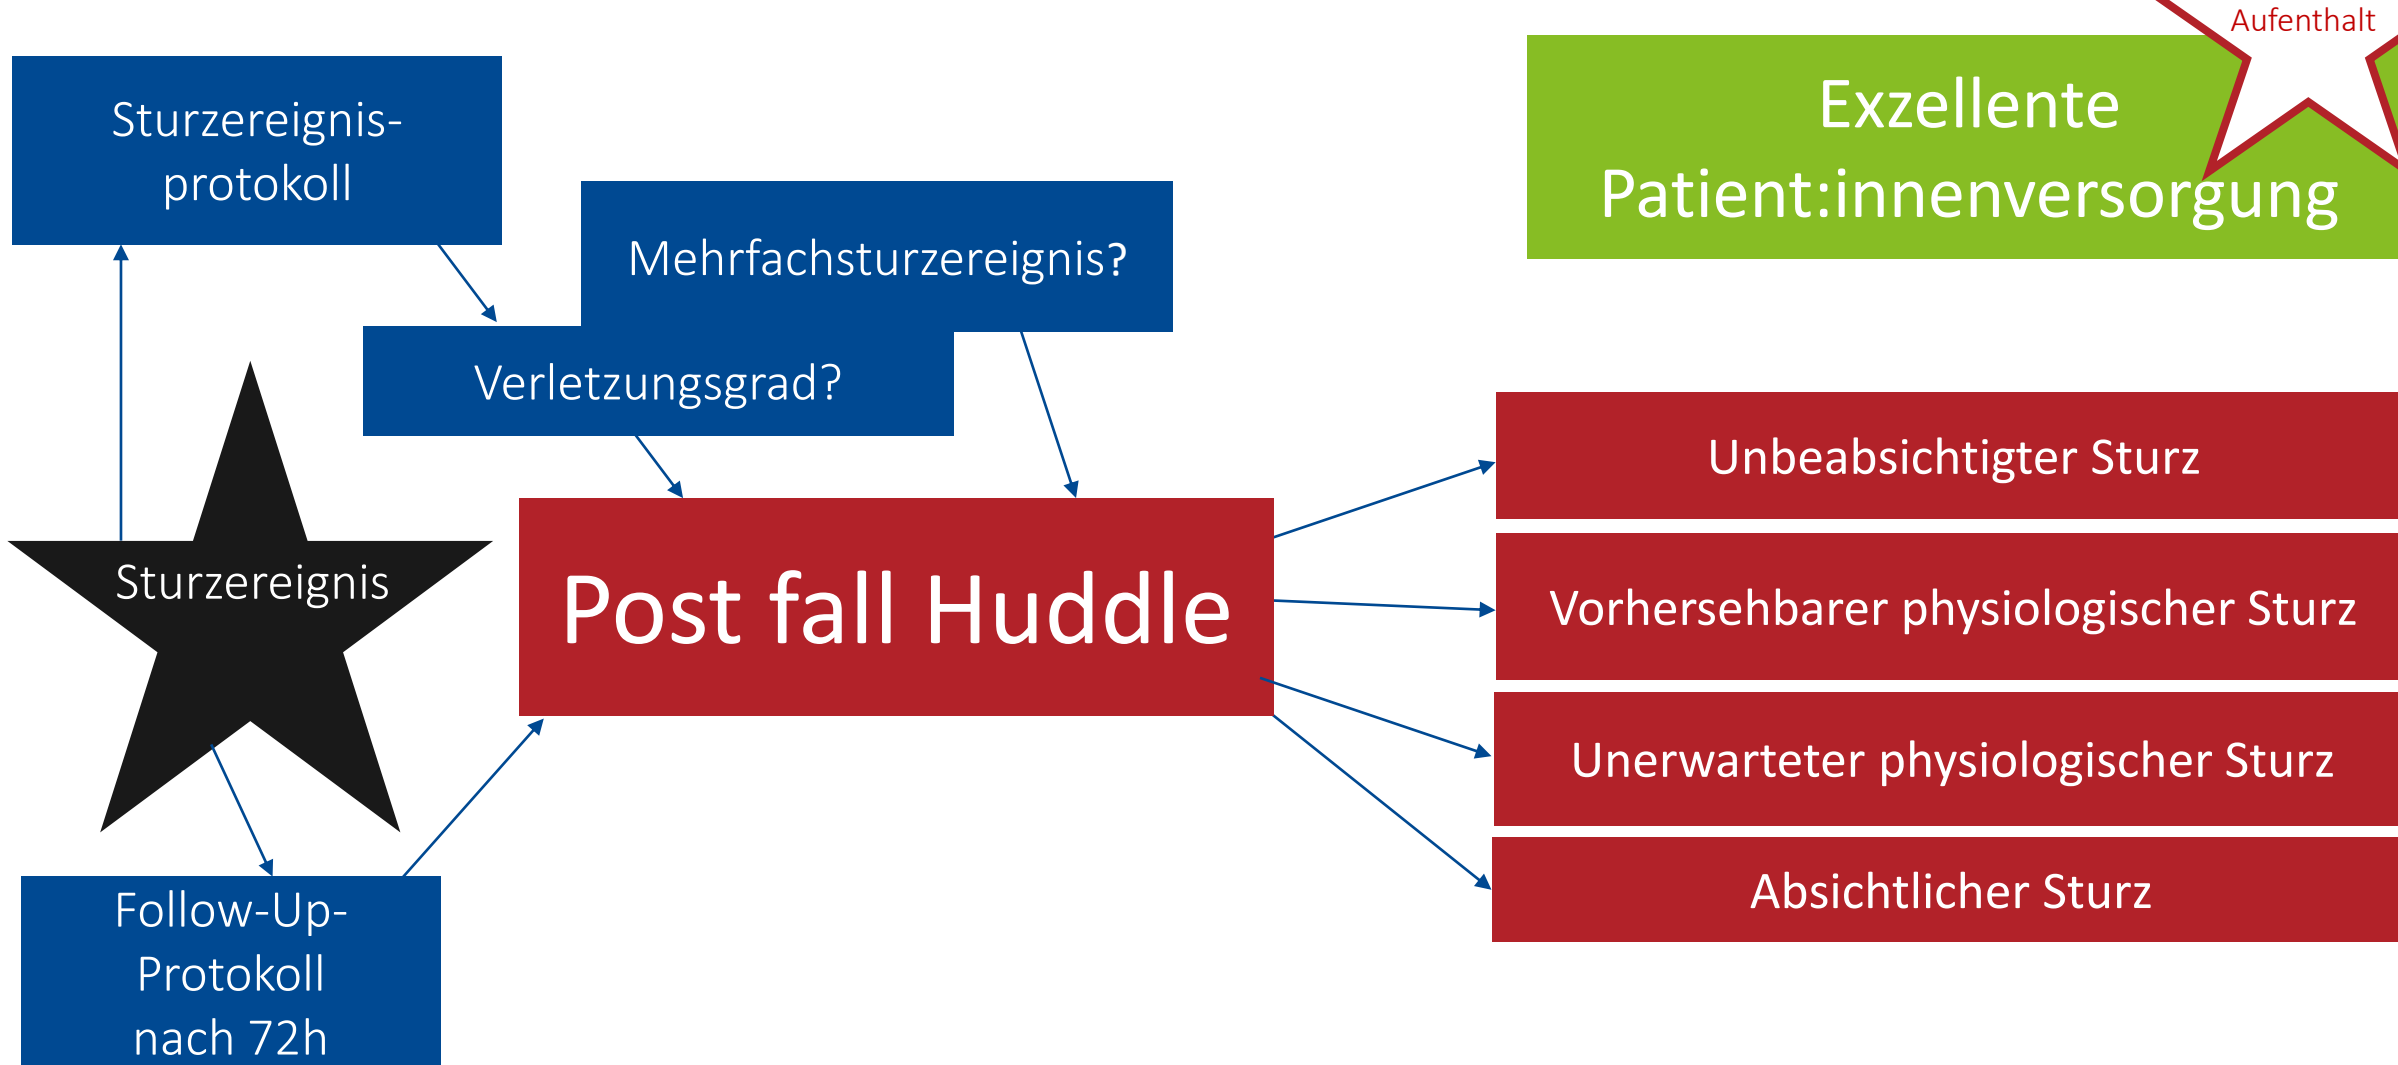 Aufenthalt
Exzellente
Patient:innenversorgung
Sturzereignis-
protokoll
Mehrfachsturzereignis?
Verletzungsgrad?
Sturzereignis
Post fall Huddle
Follow-Up-
Protokoll
nach 72h
Unbeabsichtigter Sturz
Vorhersehbarer physiologischer Sturz
Unerwarteter physiologischer Sturz
Absichtlicher Sturz